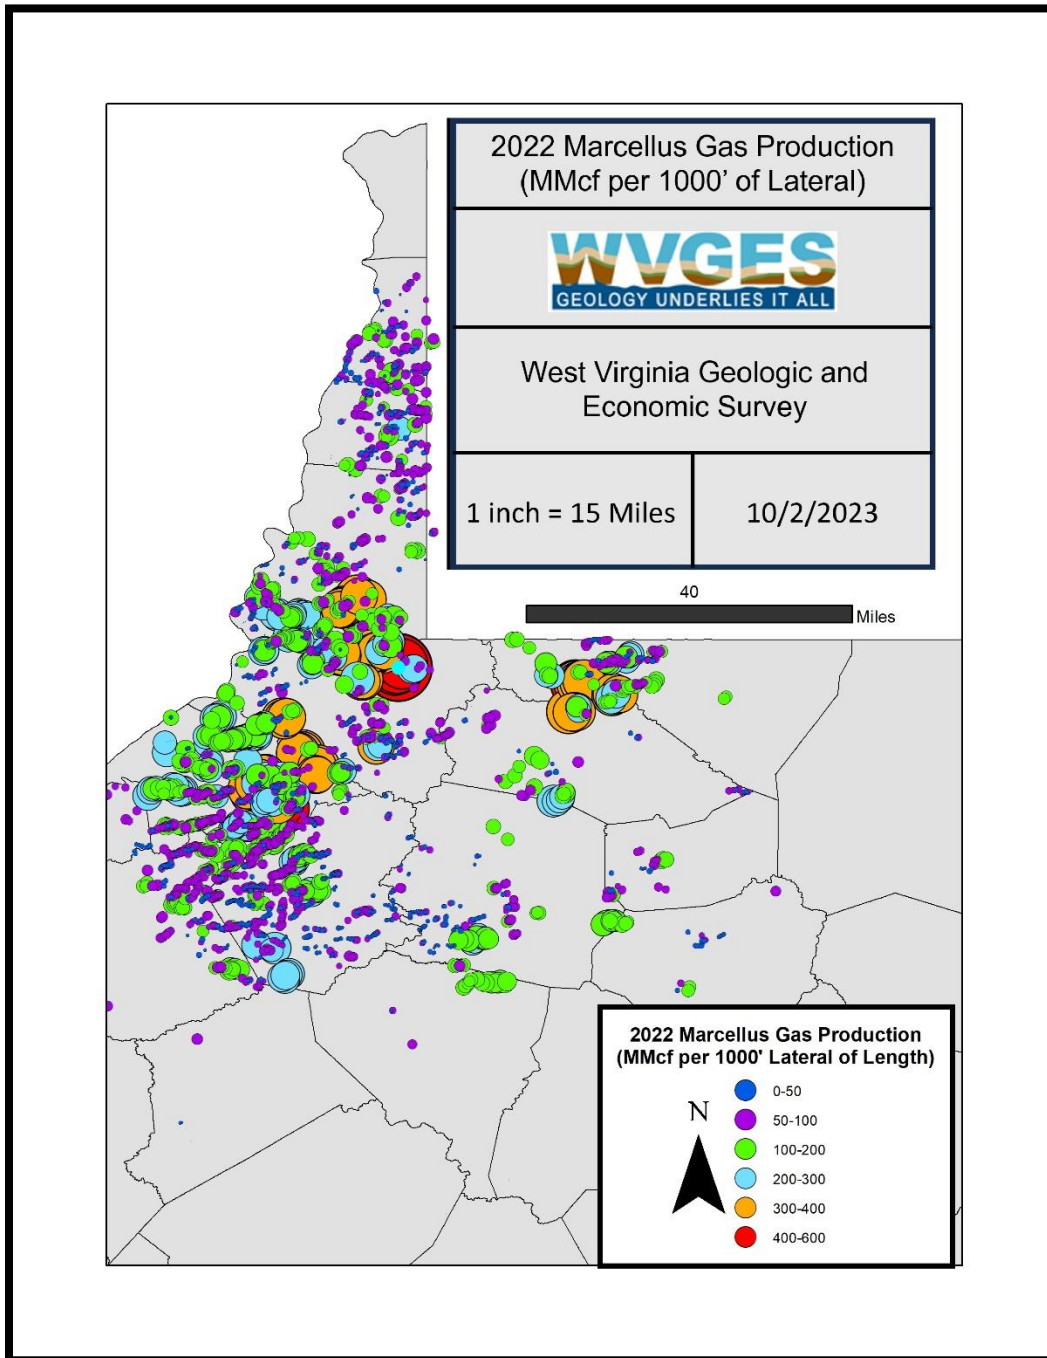 2022 Marcellus Gas Production
(MMcf per 1000' of Lateral)
WVGES
GEOLOGY UNDERLIES IT ALL
West Virginia Geologic and
Economic Survey
1 inch = 15 Miles
10/2/2023
40
Miles
2022 Marcellus Gas Production
(MMcf per 1000' Lateral of Length)
N
0-50
50-100
100-200
200-300
300-400
400-600